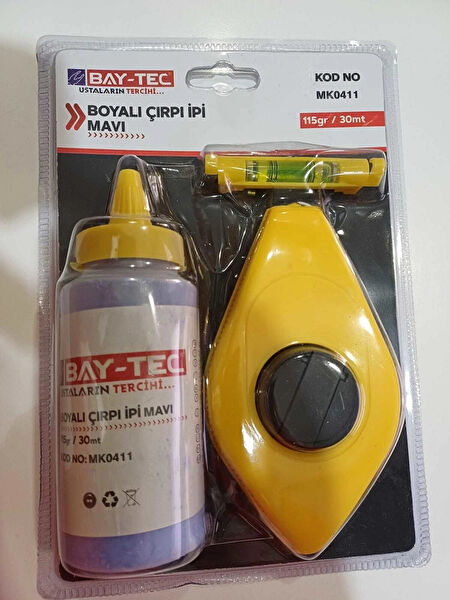 BAY-TEC
USTALARIN TERCİHİ...
BOYALI ÇIRPI İPİ
MAVI
KOD NO
MK0411
115gr / 30mt
BAY-TEC
USTALARIN TERCİHİ...
BOYALI ÇIRPI İPİ MAVI
115gr / 30mt
KOD NO: MK0411